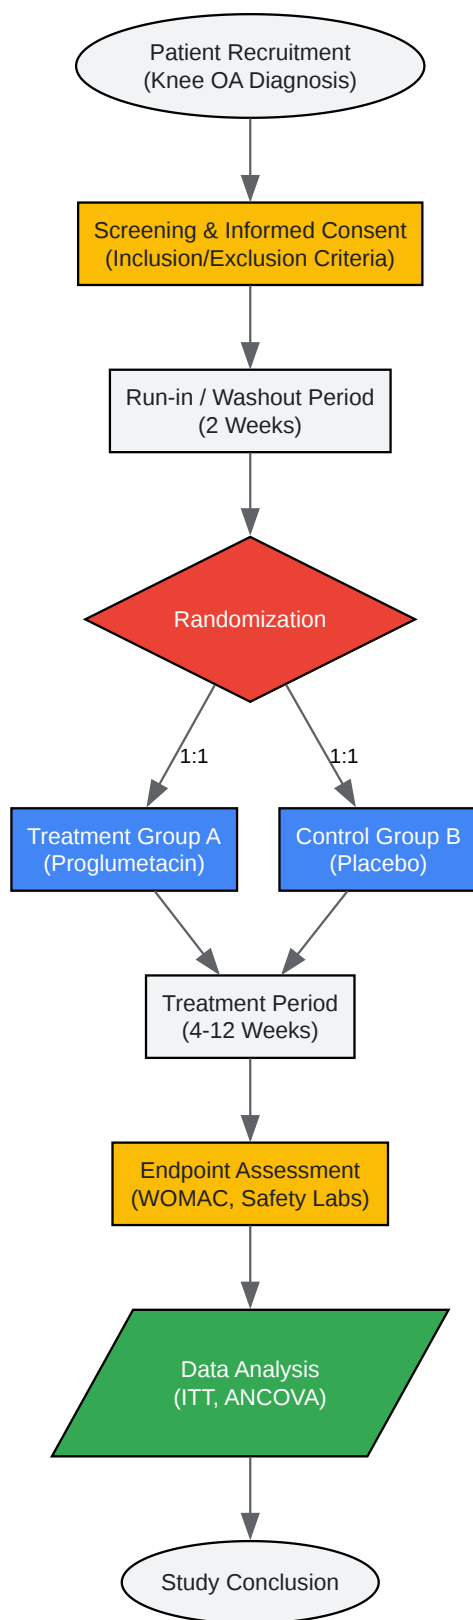 Patient Recruitment
(Knee OA Diagnosis)
Screening & Informed Consent
(Inclusion/Exclusion Criteria)
Run-in / Washout Period
(2 Weeks)
Randomization
1:1
1:1
Treatment Group A
(Proglumetacin)
Control Group B
(Placebo)
Treatment Period
(4-12 Weeks)
Endpoint Assessment
(WOMAC, Safety Labs)
Data Analysis
(ITT, ANCOVA)
Study Conclusion